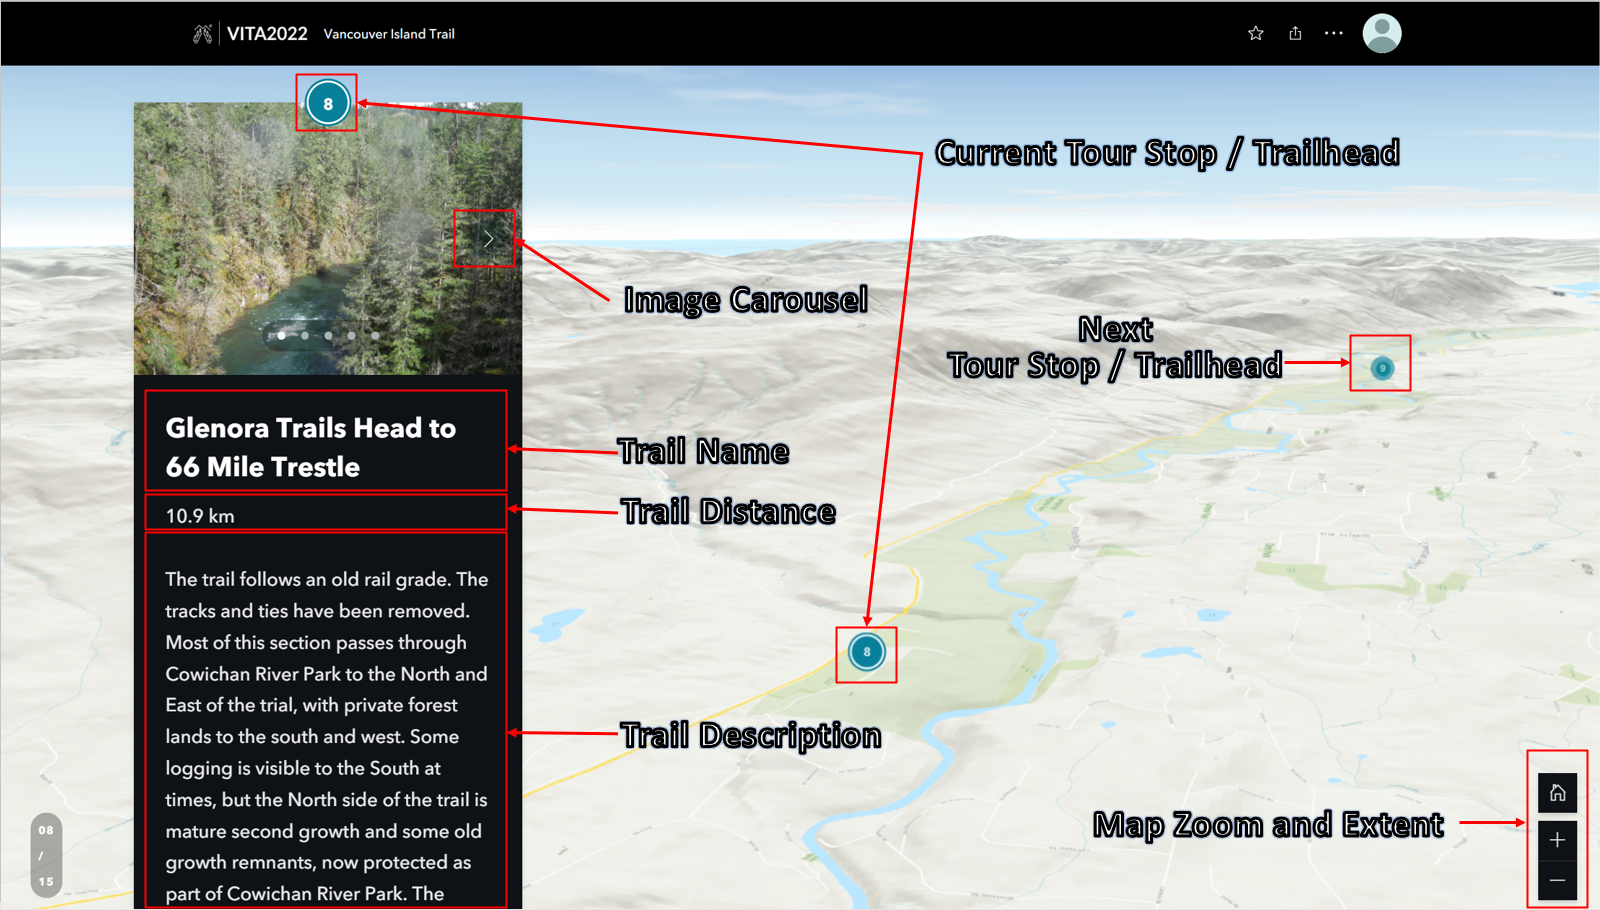 VITA2022 Vancouver Island Trail
8
Current Tour Stop / Trailhead
Image Carousel
Next
Tour Stop / Trailhead
9
Glenora Trails Head to
66 Mile Trestle
Trail Name
10.9 km
Trail Distance
The trail follows an old rail grade. The
tracks and ties have been removed.
Most of this section passes through
Cowichan River Park to the North and
East of the trial, with private forest
lands to the south and west. Some
logging is visible to the South at
times, but the North side of the trail is
mature second growth and some old
growth remnants, now protected as
part of Cowichan River Park. The
8
Trail Description
Map Zoom and Extent
08
/
15